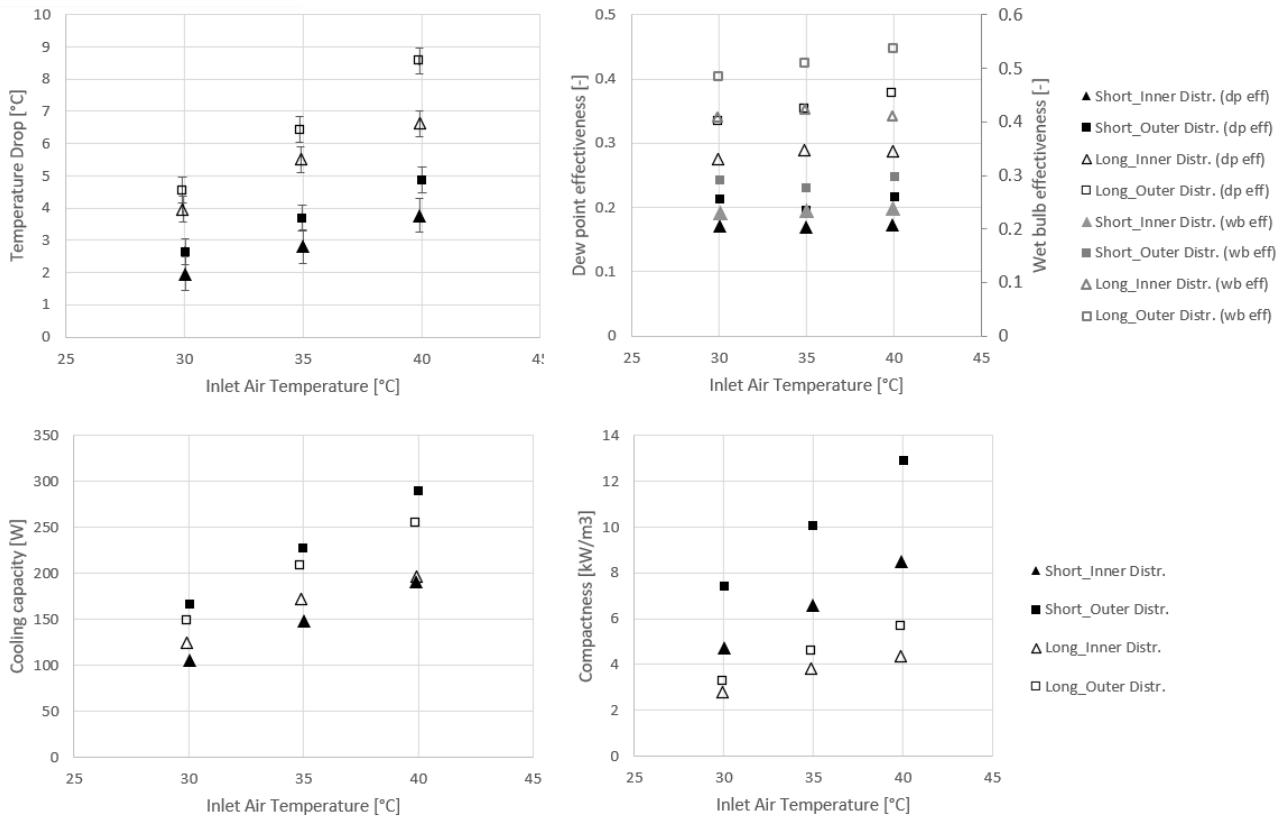 10
9
8
7
6
5
4
3
2
1
0
25
30
35
40
45
Temperature Drop [°C]
Inlet Air Temperature [°C]
0.5
0.4
0.3
0.2
0.1
0
25
30
35
40
45
0.6
0.5
0.4
0.3
0.2
0.1
0
Dew point effectiveness [-]
Wet bulb effectiveness [-]
Inlet Air Temperature [°C]
Short_Inner Distr. (dp eff)
Short_Outer Distr. (dp eff)
Long_Inner Distr. (dp eff)
Long_Outer Distr. (dp eff)
Short_Inner Distr. (wb eff)
Short_Outer Distr. (wb eff)
Long_Inner Distr. (wb eff)
Long_Outer Distr. (wb eff)
350
300
250
200
150
100
50
0
25
30
35
40
45
Cooling capacity [W]
Inlet Air Temperature [°C]
14
12
10
8
6
4
2
0
25
30
35
40
45
Compactness [kW/m3]
Inlet Air Temperature [°C]
Short_Inner Distr.
Short_Outer Distr.
Long_Inner Distr.
Long_Outer Distr.